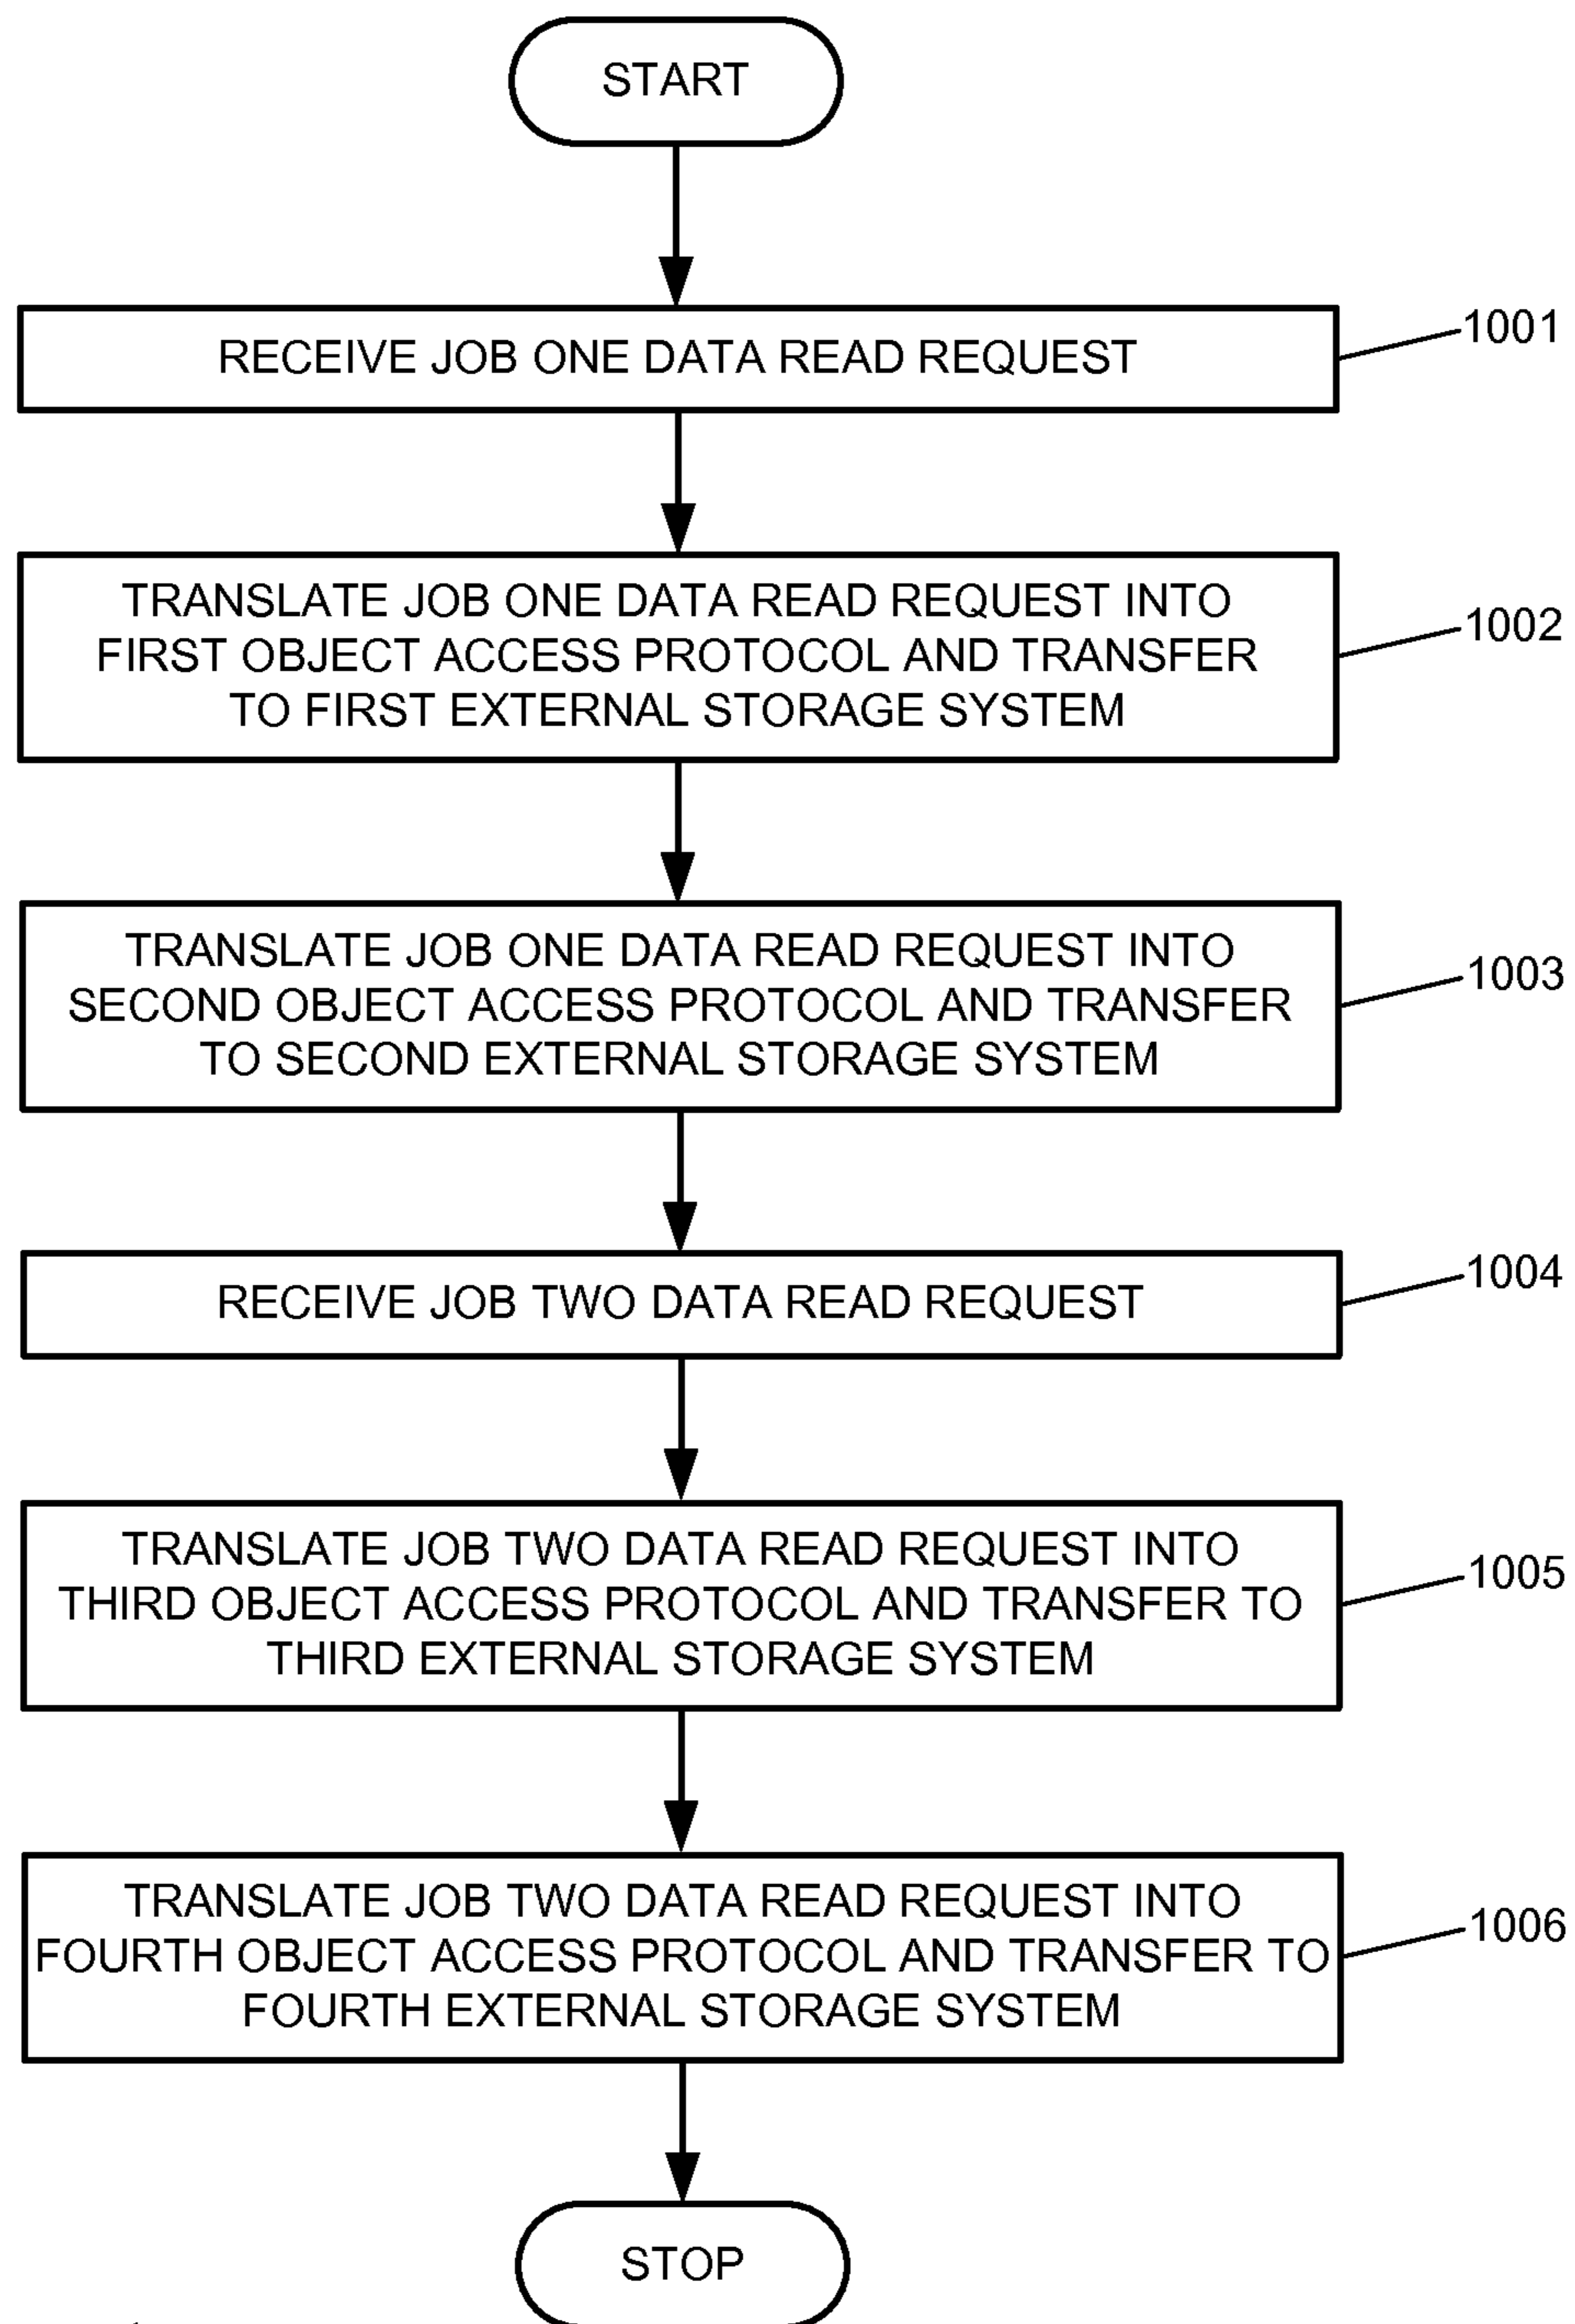 START
RECEIVE JOB ONE DATA READ REQUEST
1001
TRANSLATE JOB ONE DATA READ REQUEST INTO
FIRST OBJECT ACCESS PROTOCOL AND TRANSFER
TO FIRST EXTERNAL STORAGE SYSTEM
1002
TRANSLATE JOB ONE DATA READ REQUEST INTO
SECOND OBJECT ACCESS PROTOCOL AND TRANSFER
TO SECOND EXTERNAL STORAGE SYSTEM
1003
RECEIVE JOB TWO DATA READ REQUEST
1004
TRANSLATE JOB TWO DATA READ REQUEST INTO
THIRD OBJECT ACCESS PROTOCOL AND TRANSFER TO
THIRD EXTERNAL STORAGE SYSTEM
1005
TRANSLATE JOB TWO DATA READ REQUEST INTO
FOURTH OBJECT ACCESS PROTOCOL AND TRANSFER TO
FOURTH EXTERNAL STORAGE SYSTEM
1006
STOP